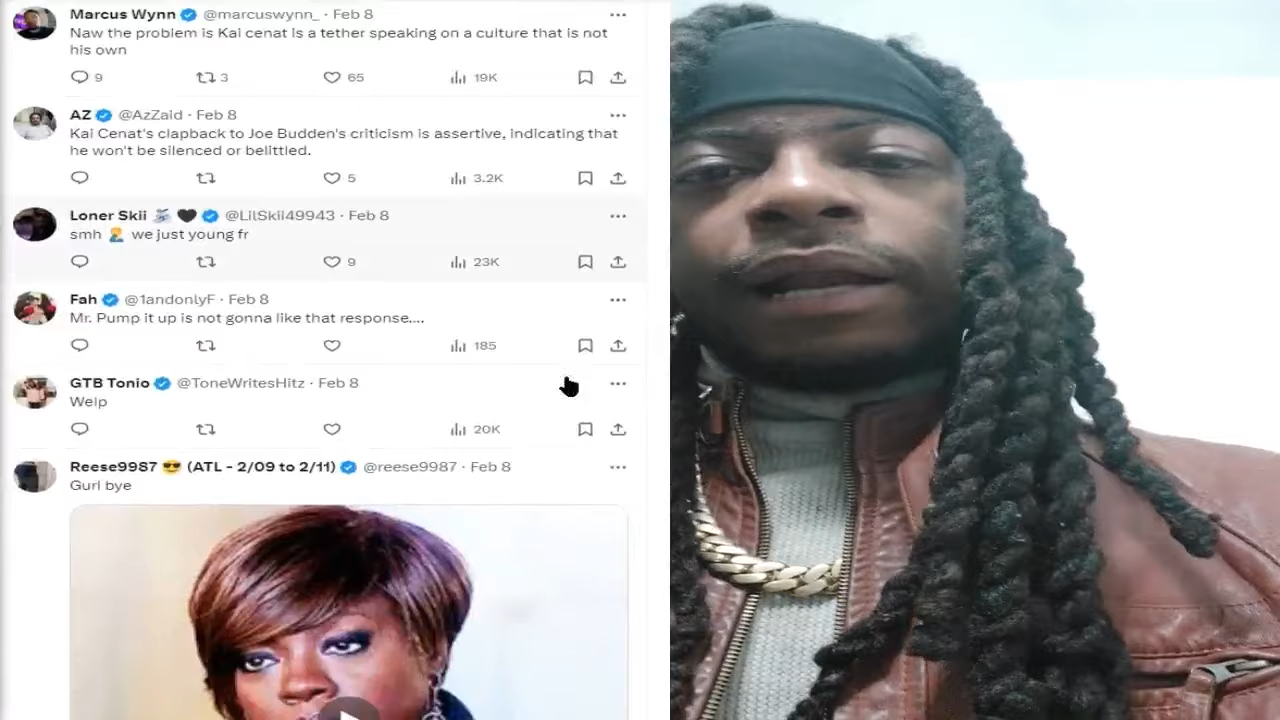 Marcus Wynn @marcuswynn_ · Feb 8
Naw the problem is Kai cenat is a tether speaking on a culture that is not
his own
9 3 65 19K
AZ @AzZaid · Feb 8
Kai Cenat's clapback to Joe Budden's criticism is assertive, indicating that
he won't be silenced or belittled.
5 3.2K
Loner Skii @LilSkii49943 · Feb 8
smh 🤦 we just young fr
9 23K
Fah @1andonlyF · Feb 8
Mr. Pump it up is not gonna like that response....
185
GTB Tonio @ToneWritesHitz · Feb 8
Welp
20K
Reese9987 😎 (ATL - 2/09 to 2/11) @reese9987 · Feb 8
Gurl bye